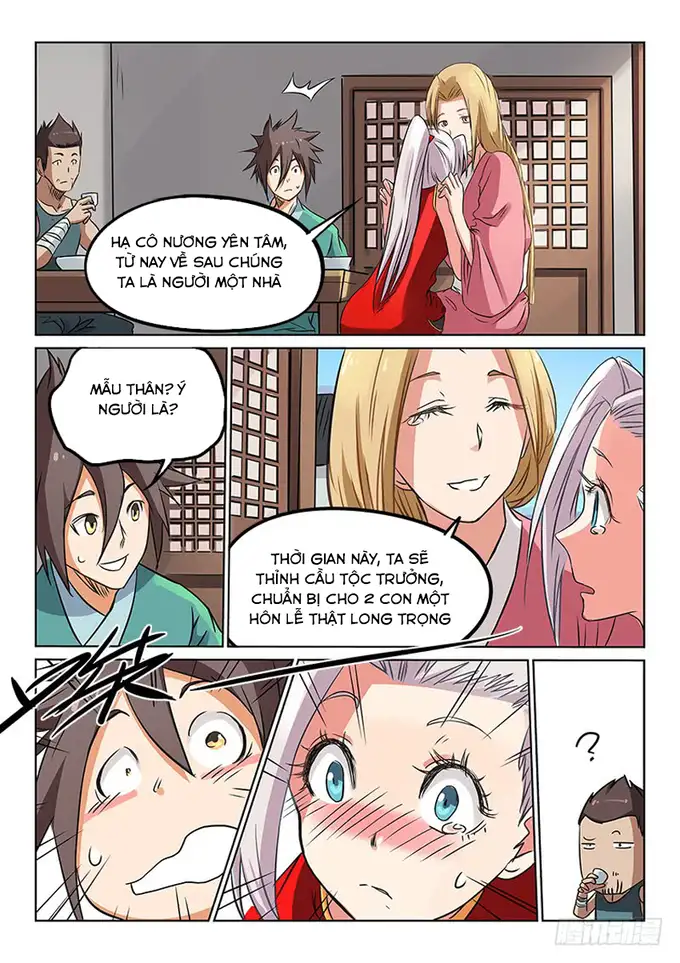 HẠ CÔ NƯƠNG YÊN TÂM,
TỪ NAY VỀ SAU CHÚNG
TA LÀ NGƯỜI MỘT NHÀ
MẪU THÂN? Ý
NGƯỜI LÀ?
THỜI GIAN NÀY, TA SẼ
THỈNH CẦU TỘC TRƯỞNG,
CHUẨN BỊ CHO 2 CON MỘT
HÔN LỄ THẬT LONG TRỌNG
?